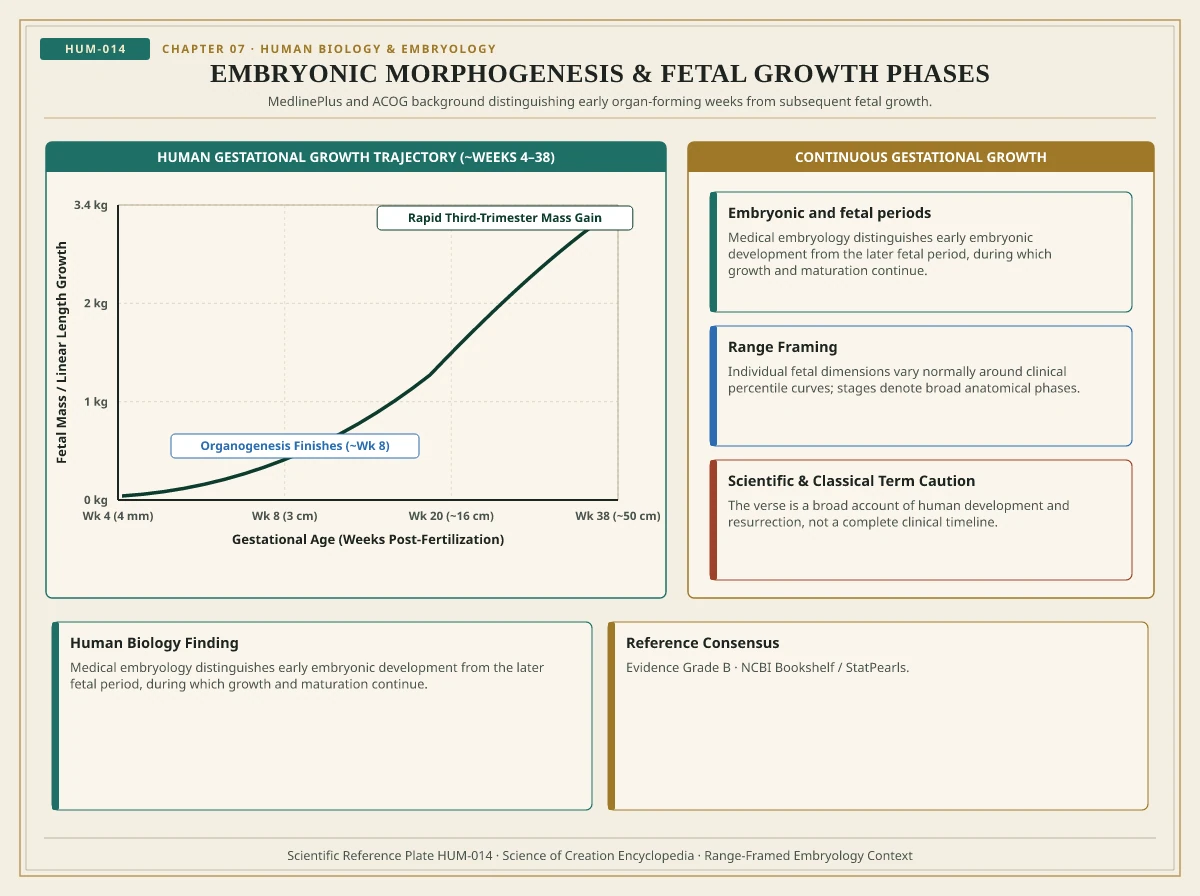 HUM-014
CHAPTER 07 · HUMAN BIOLOGY & EMBRYOLOGY
EMBRYONIC MORPHOGENESIS & FETAL GROWTH PHASES
MedlinePlus and ACOG background distinguishing early organ-forming weeks from subsequent fetal growth.
HUMAN GESTATIONAL GROWTH TRAJECTORY (~WEEKS 4–38)
Fetal Mass / Linear Length Growth
3.4 kg
2 kg
1 kg
0 kg
Rapid Third-Trimester Mass Gain
Organogenesis Finishes (~Wk 8)
Wk 4 (4 mm)
Wk 8 (3 cm)
Wk 20 (~16 cm)
Wk 38 (~50 cm)
Gestational Age (Weeks Post-Fertilization)
CONTINUOUS GESTATIONAL GROWTH
Embryonic and fetal periods
Medical embryology distinguishes early embryonic
development from the later fetal period, during which
growth and maturation continue.
Range Framing
Individual fetal dimensions vary normally around clinical
percentile curves; stages denote broad anatomical phases.
Scientific & Classical Term Caution
The verse is a broad account of human development and
resurrection, not a complete clinical timeline.
Human Biology Finding
Medical embryology distinguishes early embryonic development from the later
fetal period, during which growth and maturation continue.
Reference Consensus
Evidence Grade B · NCBI Bookshelf / StatPearls.
Scientific Reference Plate HUM-014 · Science of Creation Encyclopedia · Range-Framed Embryology Context